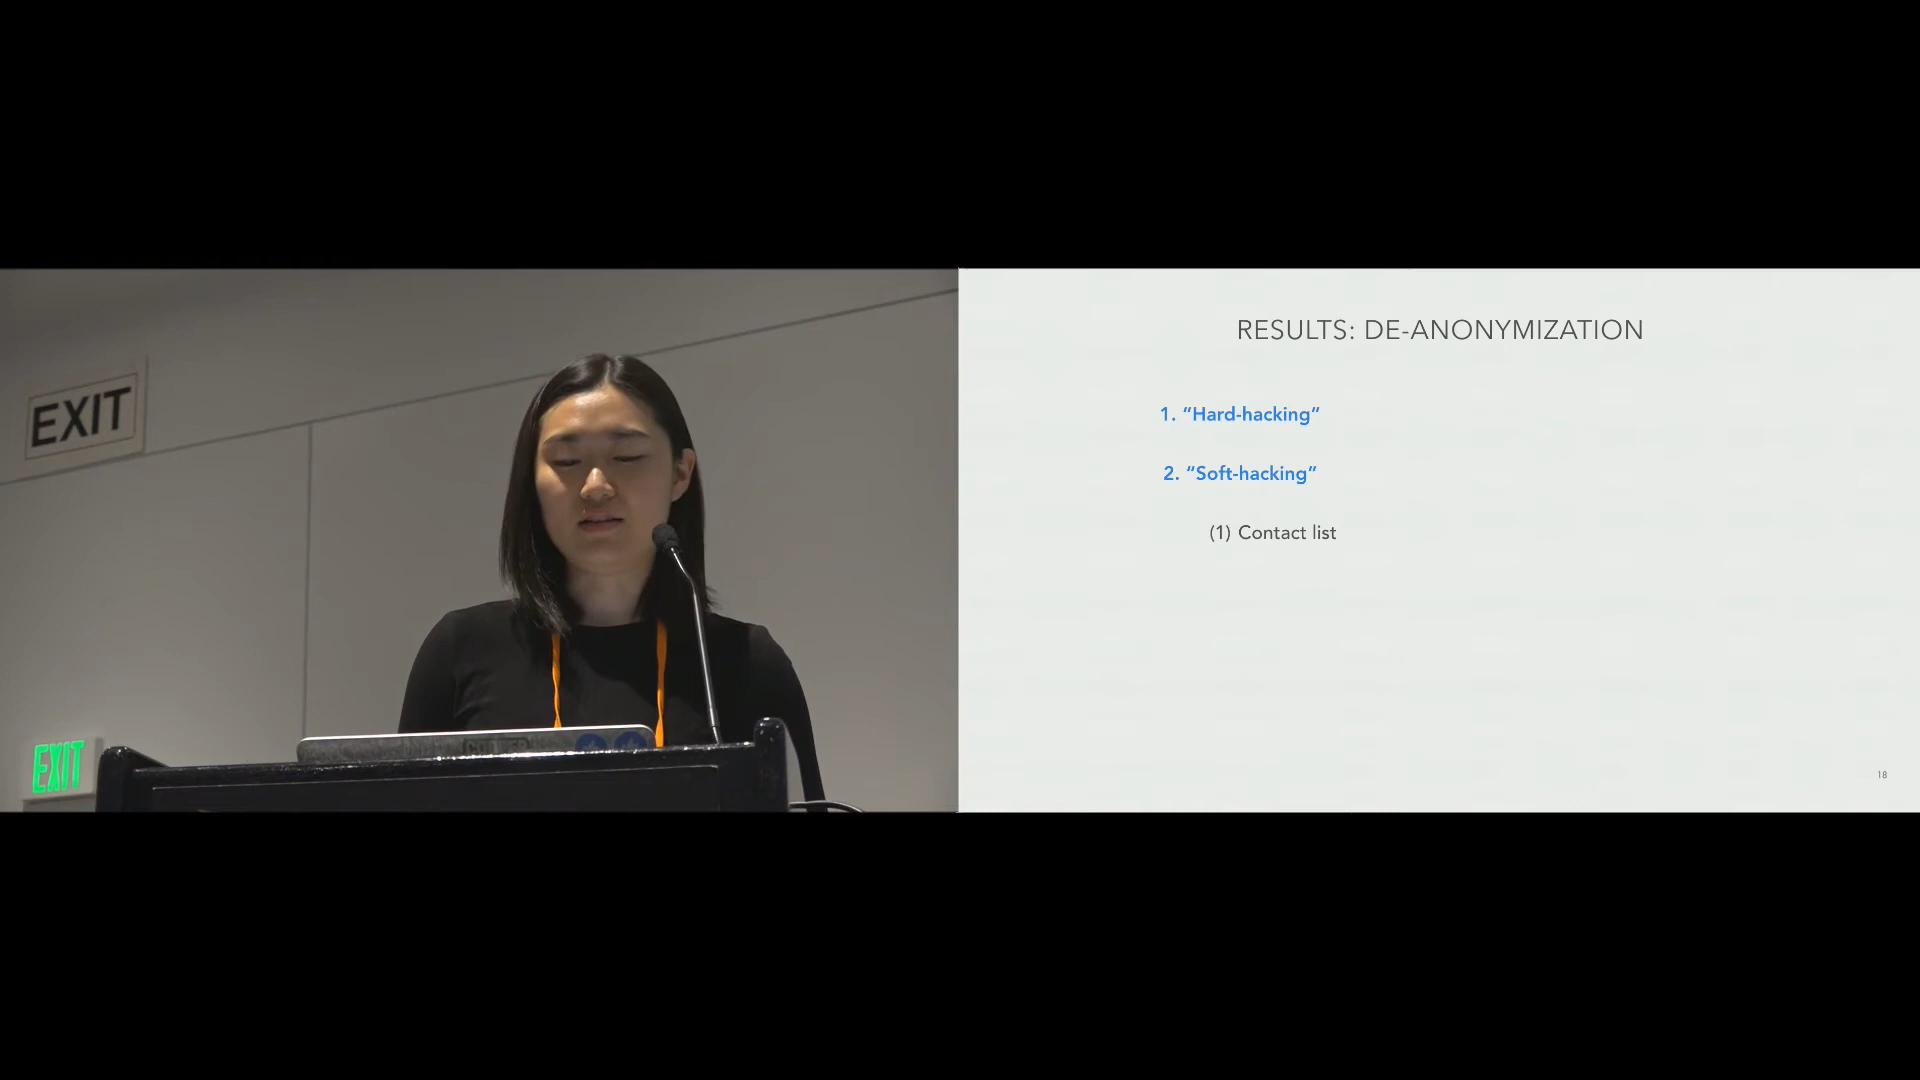 EXIT
EXIT
RESULTS: DE-ANONYMIZATION
1. “Hard-hacking”
2. “Soft-hacking”
(1) Contact list
18